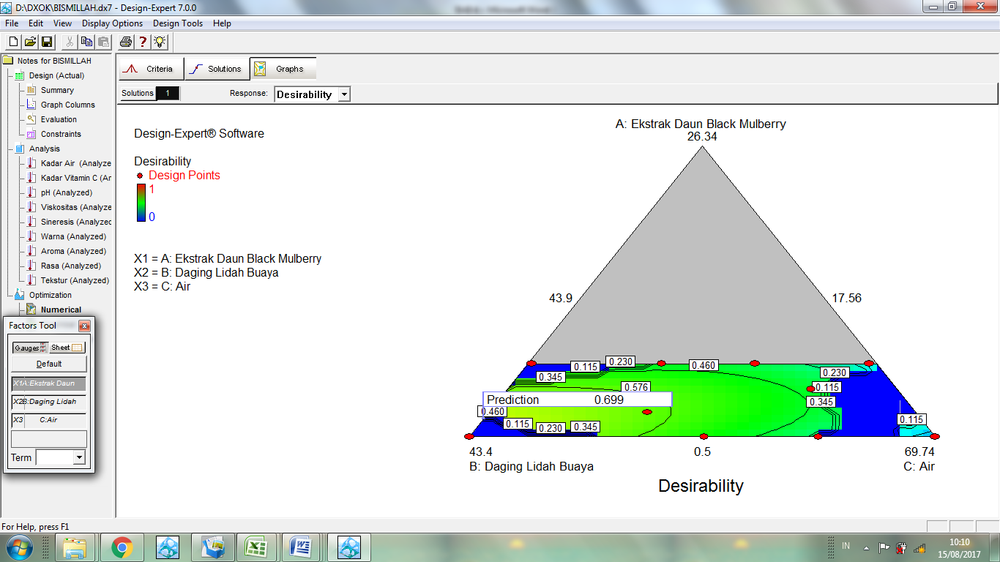 D:\DXOK\BISMILLAH.dx7 - Design-Expert 7.0.0
File Edit View Display Options Design Tools Help
Notes for BISMILLAH
Design (Actual)
Summary
Graph Columns
Evaluation
Constraints
Analysis
Kadar Air (Analyze
Kadar Vitamin C (Ar
pH (Analyzed)
Viskositas (Analyze
Sineresis (Analyzed
Warna (Analyzed)
Aroma (Analyzed)
Rasa (Analyzed)
Tekstur (Analyzed)
Optimization
Numerical
Factors Tool
Gauges Sheet
Default
X1A:Ekstrak Daun
X2B:Daging Lidah
X3 C:Air
Term
Criteria Solutions Graphs
Solutions 1 Response: Desirability
Design-Expert® Software
Desirability
Design Points
1
0
X1 = A: Ekstrak Daun Black Mulberry
X2 = B: Daging Lidah Buaya
X3 = C: Air
A: Ekstrak Daun Black Mulberry
26.34
43.9 17.56
0.230
0.115 0.460
0.345 0.230
0.576 0.115
Prediction 0.699
0.345
0.460
0.115 0.115
0.230 0.345
43.4 0.5 69.74
B: Daging Lidah Buaya C: Air
Desirability
For Help, press F1
IN
10:10
15/08/2017